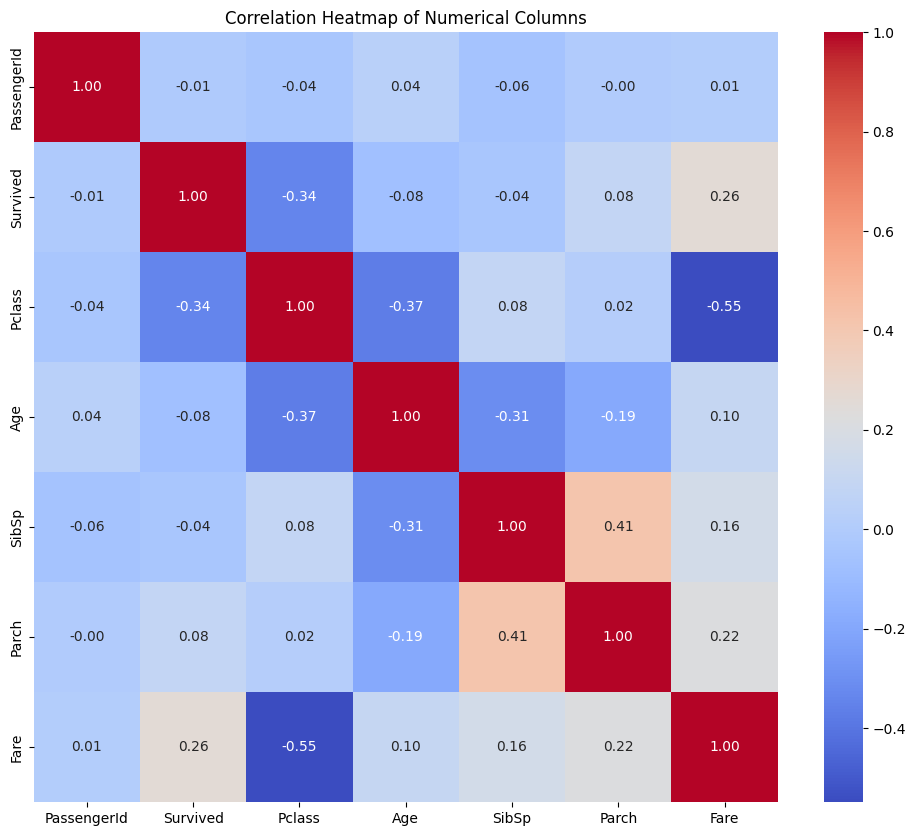 Correlation Heatmap of Numerical Columns
PassengerId 1.00 -0.01 -0.04 0.04 -0.06 -0.00 0.01
Survived -0.01 1.00 -0.34 -0.08 -0.04 0.08 0.26
Pclass -0.04 -0.34 1.00 -0.37 0.08 0.02 -0.55
Age 0.04 -0.08 -0.37 1.00 -0.31 -0.19 0.10
SibSp -0.06 -0.04 0.08 -0.31 1.00 0.41 0.16
Parch -0.00 0.08 0.02 -0.19 0.41 1.00 0.22
Fare 0.01 0.26 -0.55 0.10 0.16 0.22 1.00
PassengerId Survived Pclass Age SibSp Parch Fare
1.0
0.8
0.6
0.4
0.2
0.0
−0.2
−0.4